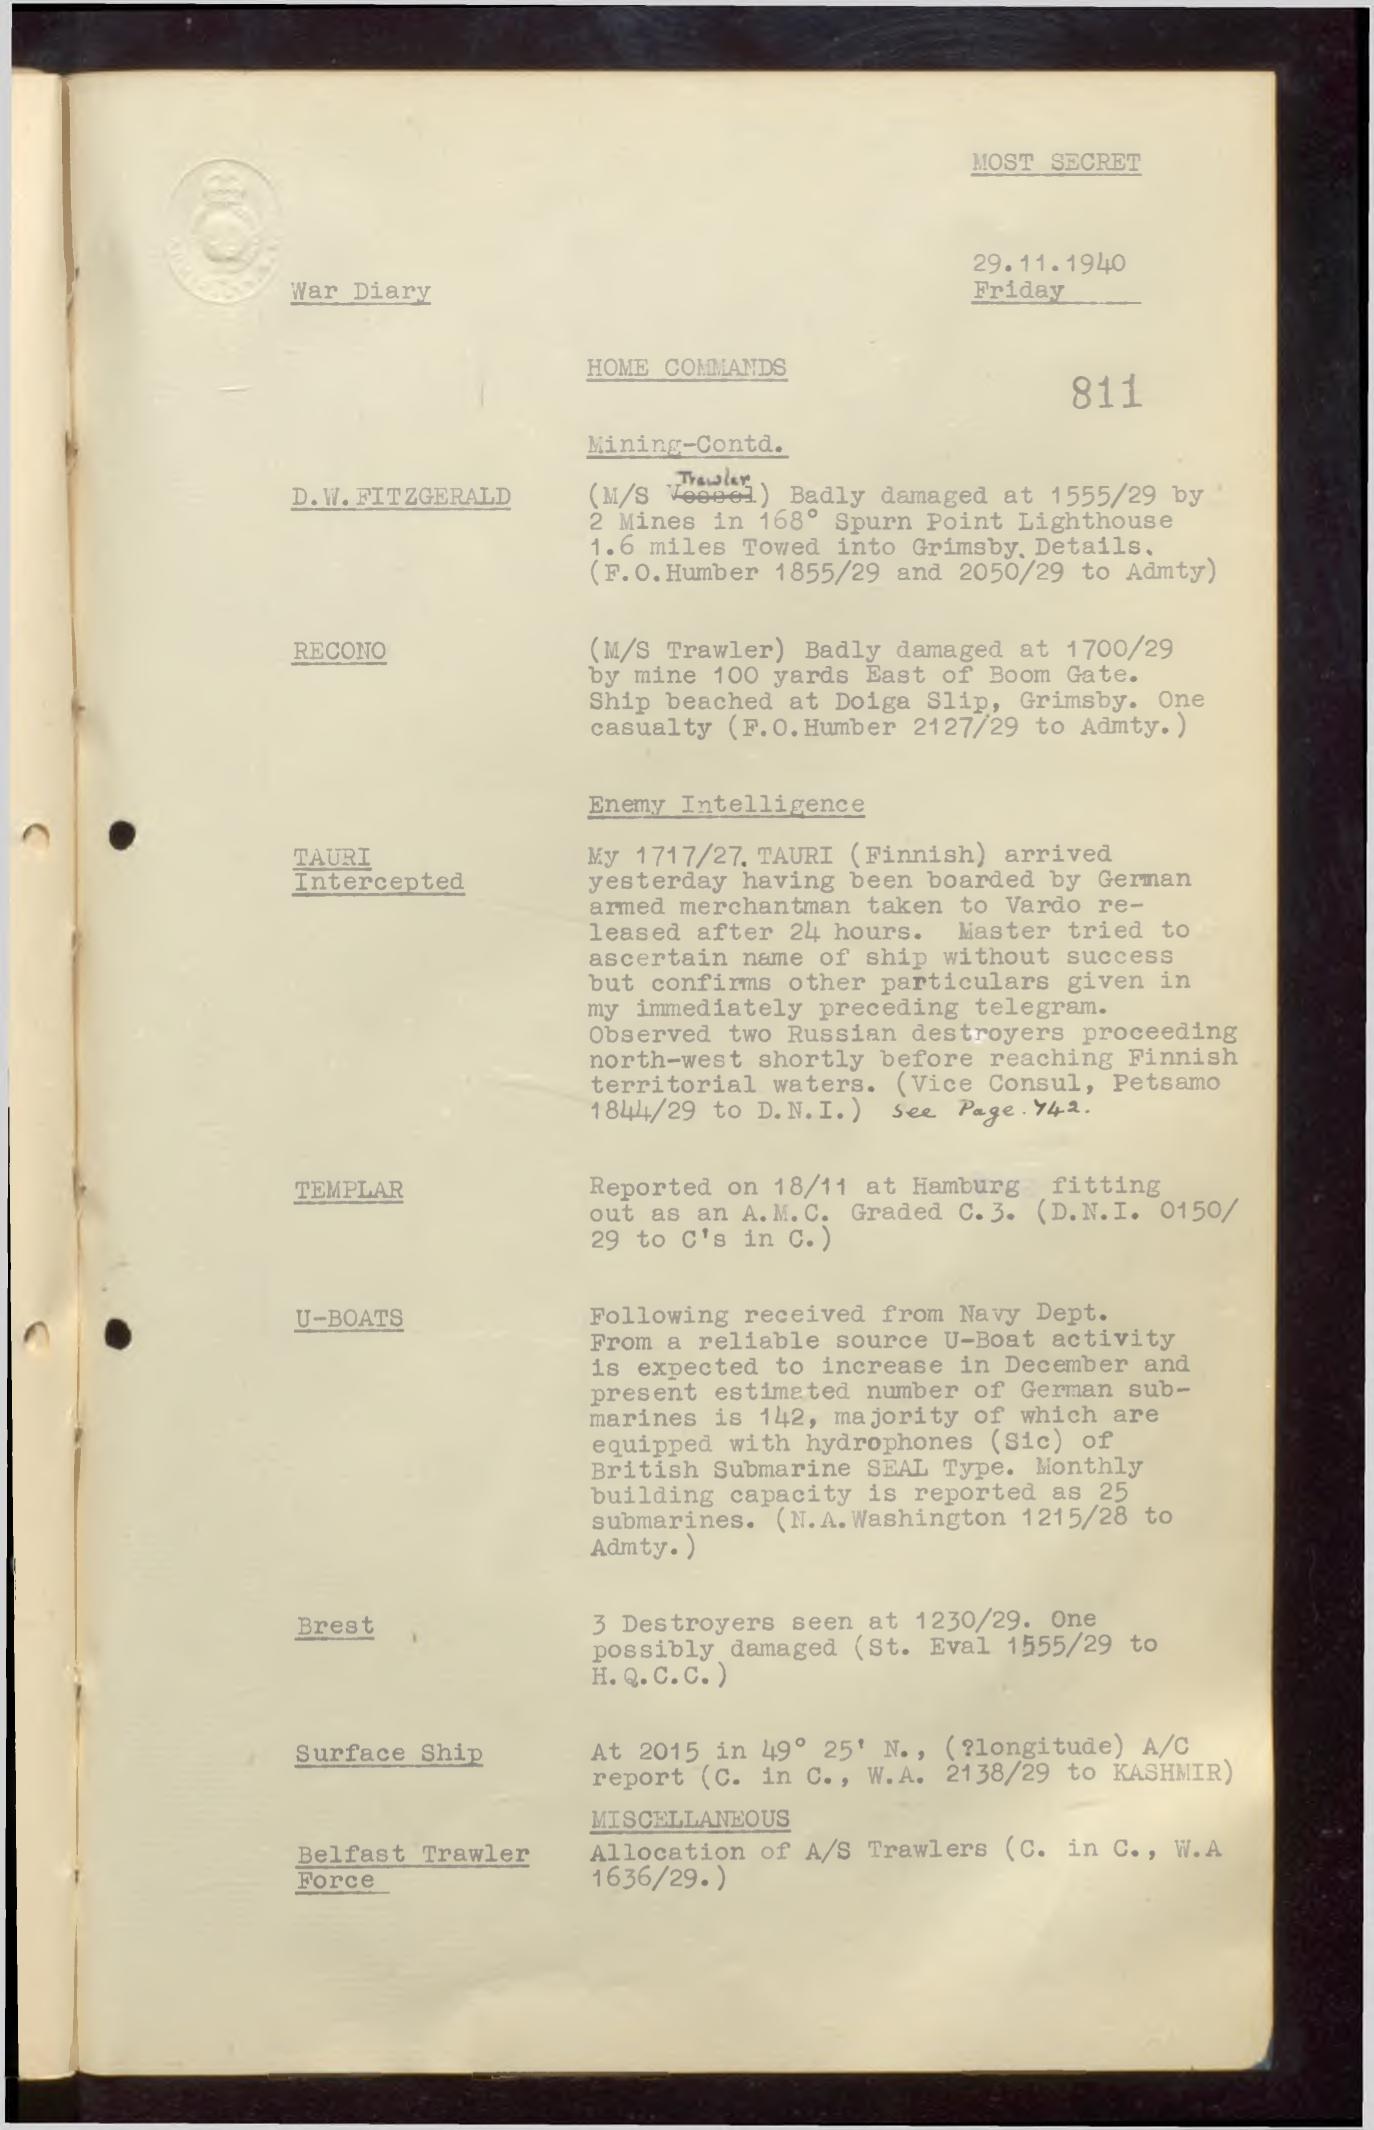 MOST SECRET
29.11.1940
War Diary
Friday
HOME COMMANDS
811
Mining-Contd.
Trawler
D.W.FITZGERALD (M/S Vessel) Badly damaged at 1555/29 by
2 Mines in 168° Spurn Point Lighthouse
1.6 miles Towed into Grimsby. Details.
(F.O.Humber 1855/29 and 2050/29 to Admty)
RECONO (M/S Trawler) Badly damaged at 1700/29
by mine 100 yards East of Boom Gate.
Ship beached at Doiga Slip, Grimsby. One
casualty (F.O.Humber 2127/29 to Admty.)
Enemy Intelligence
TAURI My 1717/27. TAURI (Finnish) arrived
Intercepted yesterday having been boarded by German
armed merchantman taken to Vardo re-
leased after 24 hours. Master tried to
ascertain name of ship without success
but confirms other particulars given in
my immediately preceding telegram.
Observed two Russian destroyers proceeding
north-west shortly before reaching Finnish
territorial waters. (Vice Consul, Petsamo
1844/29 to D.N.I.) See Page. 742.
TEMPLAR Reported on 18/11 at Hamburg fitting
out as an A.M.C. Graded C.3. (D.N.I. 0150/
29 to C's in C.)
U-BOATS Following received from Navy Dept.
From a reliable source U-Boat activity
is expected to increase in December and
present estimated number of German sub-
marines is 142, majority of which are
equipped with hydrophones (Sic) of
British Submarine SEAL Type. Monthly
building capacity is reported as 25
submarines. (N.A.Washington 1215/28 to
Admty.)
Brest 3 Destroyers seen at 1230/29. One
possibly damaged (St. Eval 1555/29 to
H.Q.C.C.)
Surface Ship At 2015 in 49° 25' N., (?longitude) A/C
report (C. in C., W.A. 2138/29 to KASHMIR)
MISCELLANEOUS
Belfast Trawler Allocation of A/S Trawlers (C. in C., W.A
Force 1636/29.)